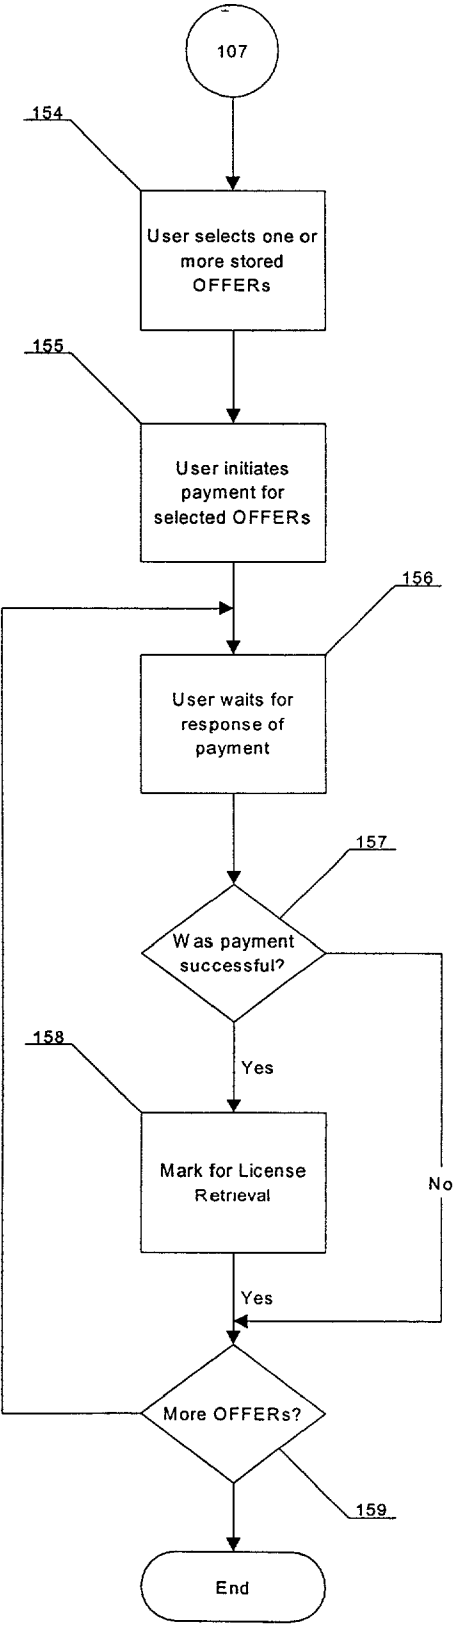 107
154
User selects one or
more stored
OFFERs
155
User initiates
payment for
selected OFFERs
156
User waits for
response of
payment
157
Was payment
successful?
Yes
158
Mark for License
Retrieval
No
Yes
More OFFERs?
159
End